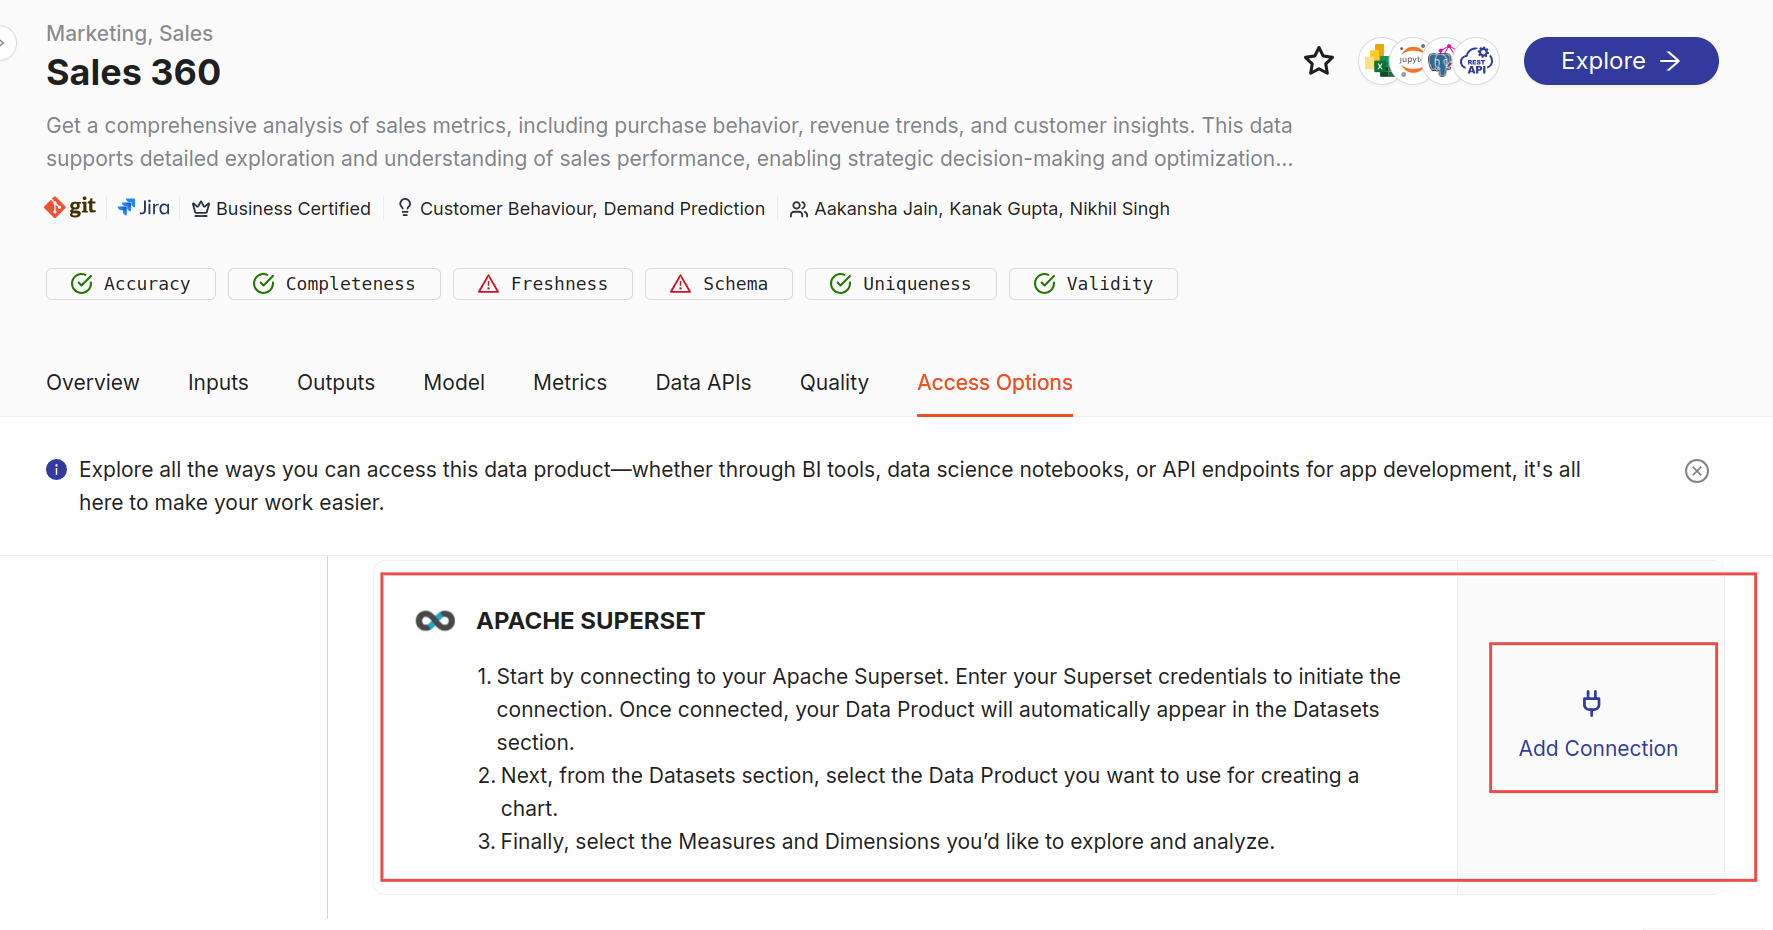 Marketing, Sales
Sales 360
jupyt
REST
API
Explore
Get a comprehensive analysis of sales metrics, including purchase behavior, revenue trends, and customer insights. This data
supports detailed exploration and understanding of sales performance, enabling strategic decision-making and optimization...
git
Jira
Business Certified
Customer Behaviour, Demand Prediction
Aakansha Jain, Kanak Gupta, Nikhil Singh
Accuracy
Completeness
Freshness
Schema
Uniqueness
Validity
Overview
Inputs
Outputs
Model
Metrics
Data APIs
Quality
Access Options
Explore all the ways you can access this data product—whether through BI tools, data science notebooks, or API endpoints for app development, it's all
here to make your work easier.
APACHE SUPERSET
1. Start by connecting to your Apache Superset. Enter your Superset credentials to initiate the
connection. Once connected, your Data Product will automatically appear in the Datasets
section.
2. Next, from the Datasets section, select the Data Product you want to use for creating a
chart.
3. Finally, select the Measures and Dimensions you’d like to explore and analyze.
Add Connection